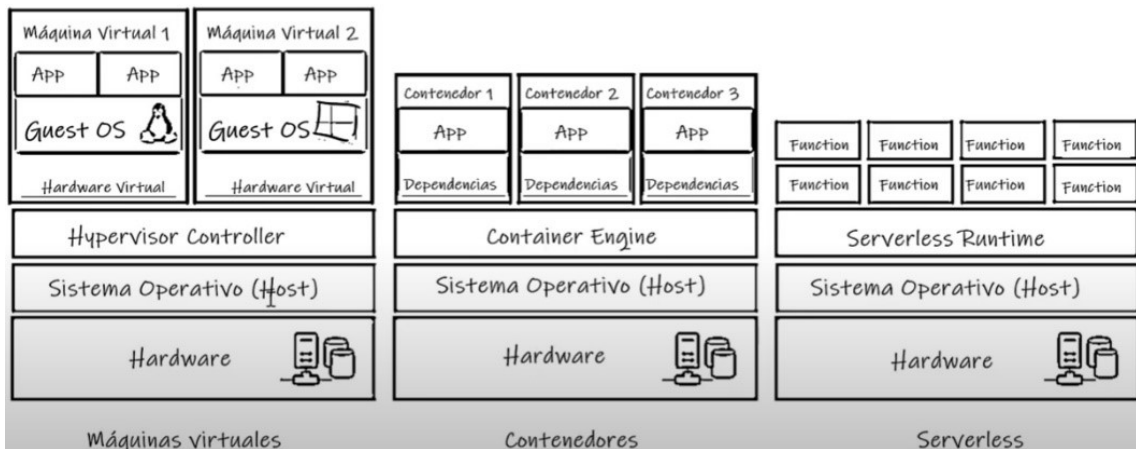 Máquina Virtual 1
App App
Guest OS
Hardware Virtual
Máquina Virtual 2
App App
Guest OS
Hardware Virtual
Hypervisor Controller
Sistema Operativo (Host)
Hardware
Máquinas virtuales
Contenedor 1
App
Dependencias
Contenedor 2
App
Dependencias
Contenedor 3
App
Dependencias
Container Engine
Sistema Operativo (Host)
Hardware
Contenedores
Function Function Function Function
Function Function Function Function
Serverless Runtime
Sistema Operativo (Host)
Hardware
Serverless